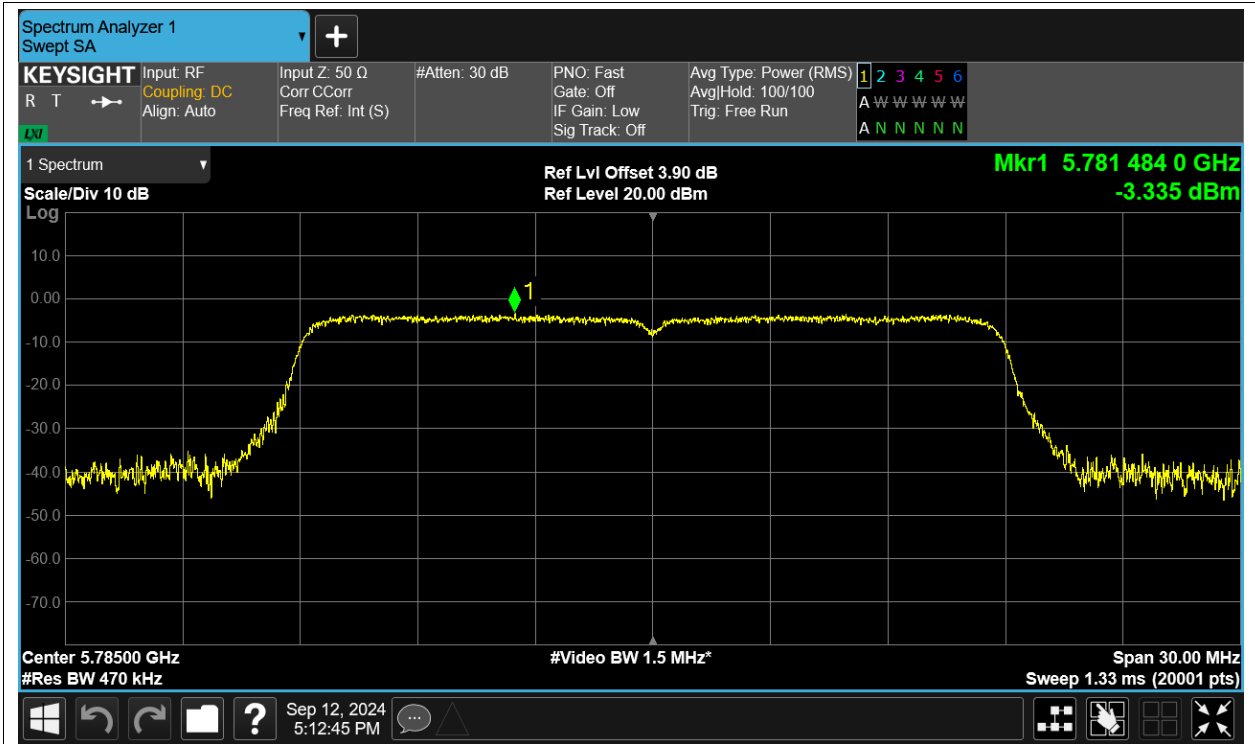 Spectrum Analyzer 1
Swept SA
KEYSIGHT
R T
LXI
Input: RF
Coupling: DC
Align: Auto
Input Z: 50 Ω
Corr CCorr
Freq Ref: Int (S)
#Atten: 30 dB
PNO: Fast
Gate: Off
IF Gain: Low
Sig Track: Off
Avg Type: Power (RMS)
Avg|Hold: 100/100
Trig: Free Run
1 2 3 4 5 6
A W W W W W
A N N N N N
1 Spectrum
Scale/Div 10 dB
Log
Ref Lvl Offset 3.90 dB
Ref Level 20.00 dBm
Mkr1 5.781 484 0 GHz
-3.335 dBm
10.0
0.00
-10.0
-20.0
-30.0
-40.0
-50.0
-60.0
-70.0
1
Center 5.78500 GHz
#Res BW 470 kHz
#Video BW 1.5 MHz*
Span 30.00 MHz
Sweep 1.33 ms (20001 pts)
?
Sep 12, 2024
5:12:45 PM